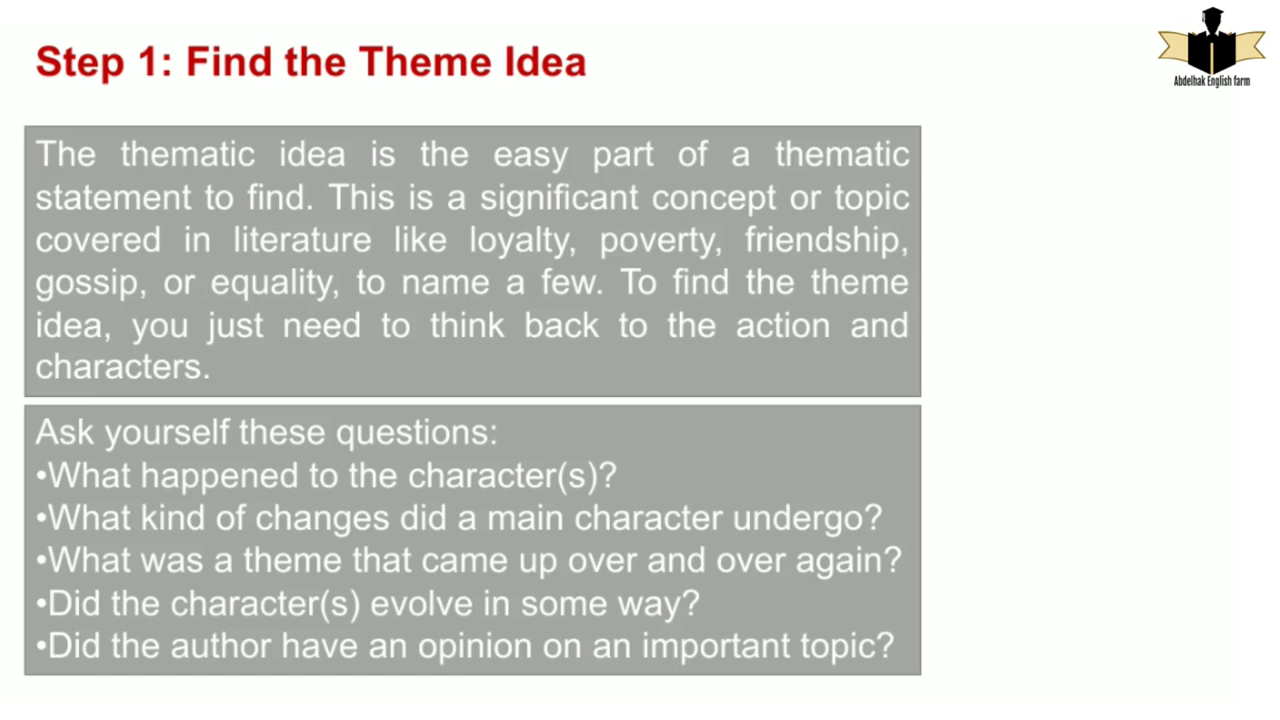 Step 1: Find the Theme Idea
Abdelhak English farm
The thematic idea is the easy part of a thematic
statement to find. This is a significant concept or topic
covered in literature like loyalty, poverty, friendship,
gossip, or equality, to name a few. To find the theme
idea, you just need to think back to the action and
characters.
Ask yourself these questions:
•What happened to the character(s)?
•What kind of changes did a main character undergo?
•What was a theme that came up over and over again?
•Did the character(s) evolve in some way?
•Did the author have an opinion on an important topic?